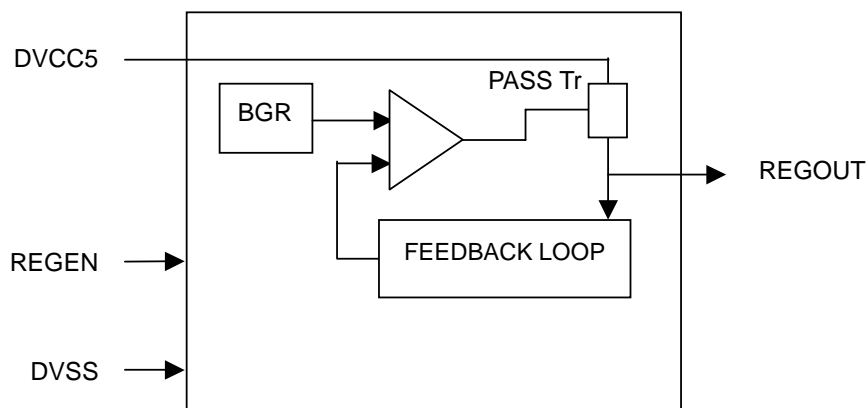 DVCC5
PASS Tr
BGR
REGOUT
FEEDBACK LOOP
REGEN
DVSS